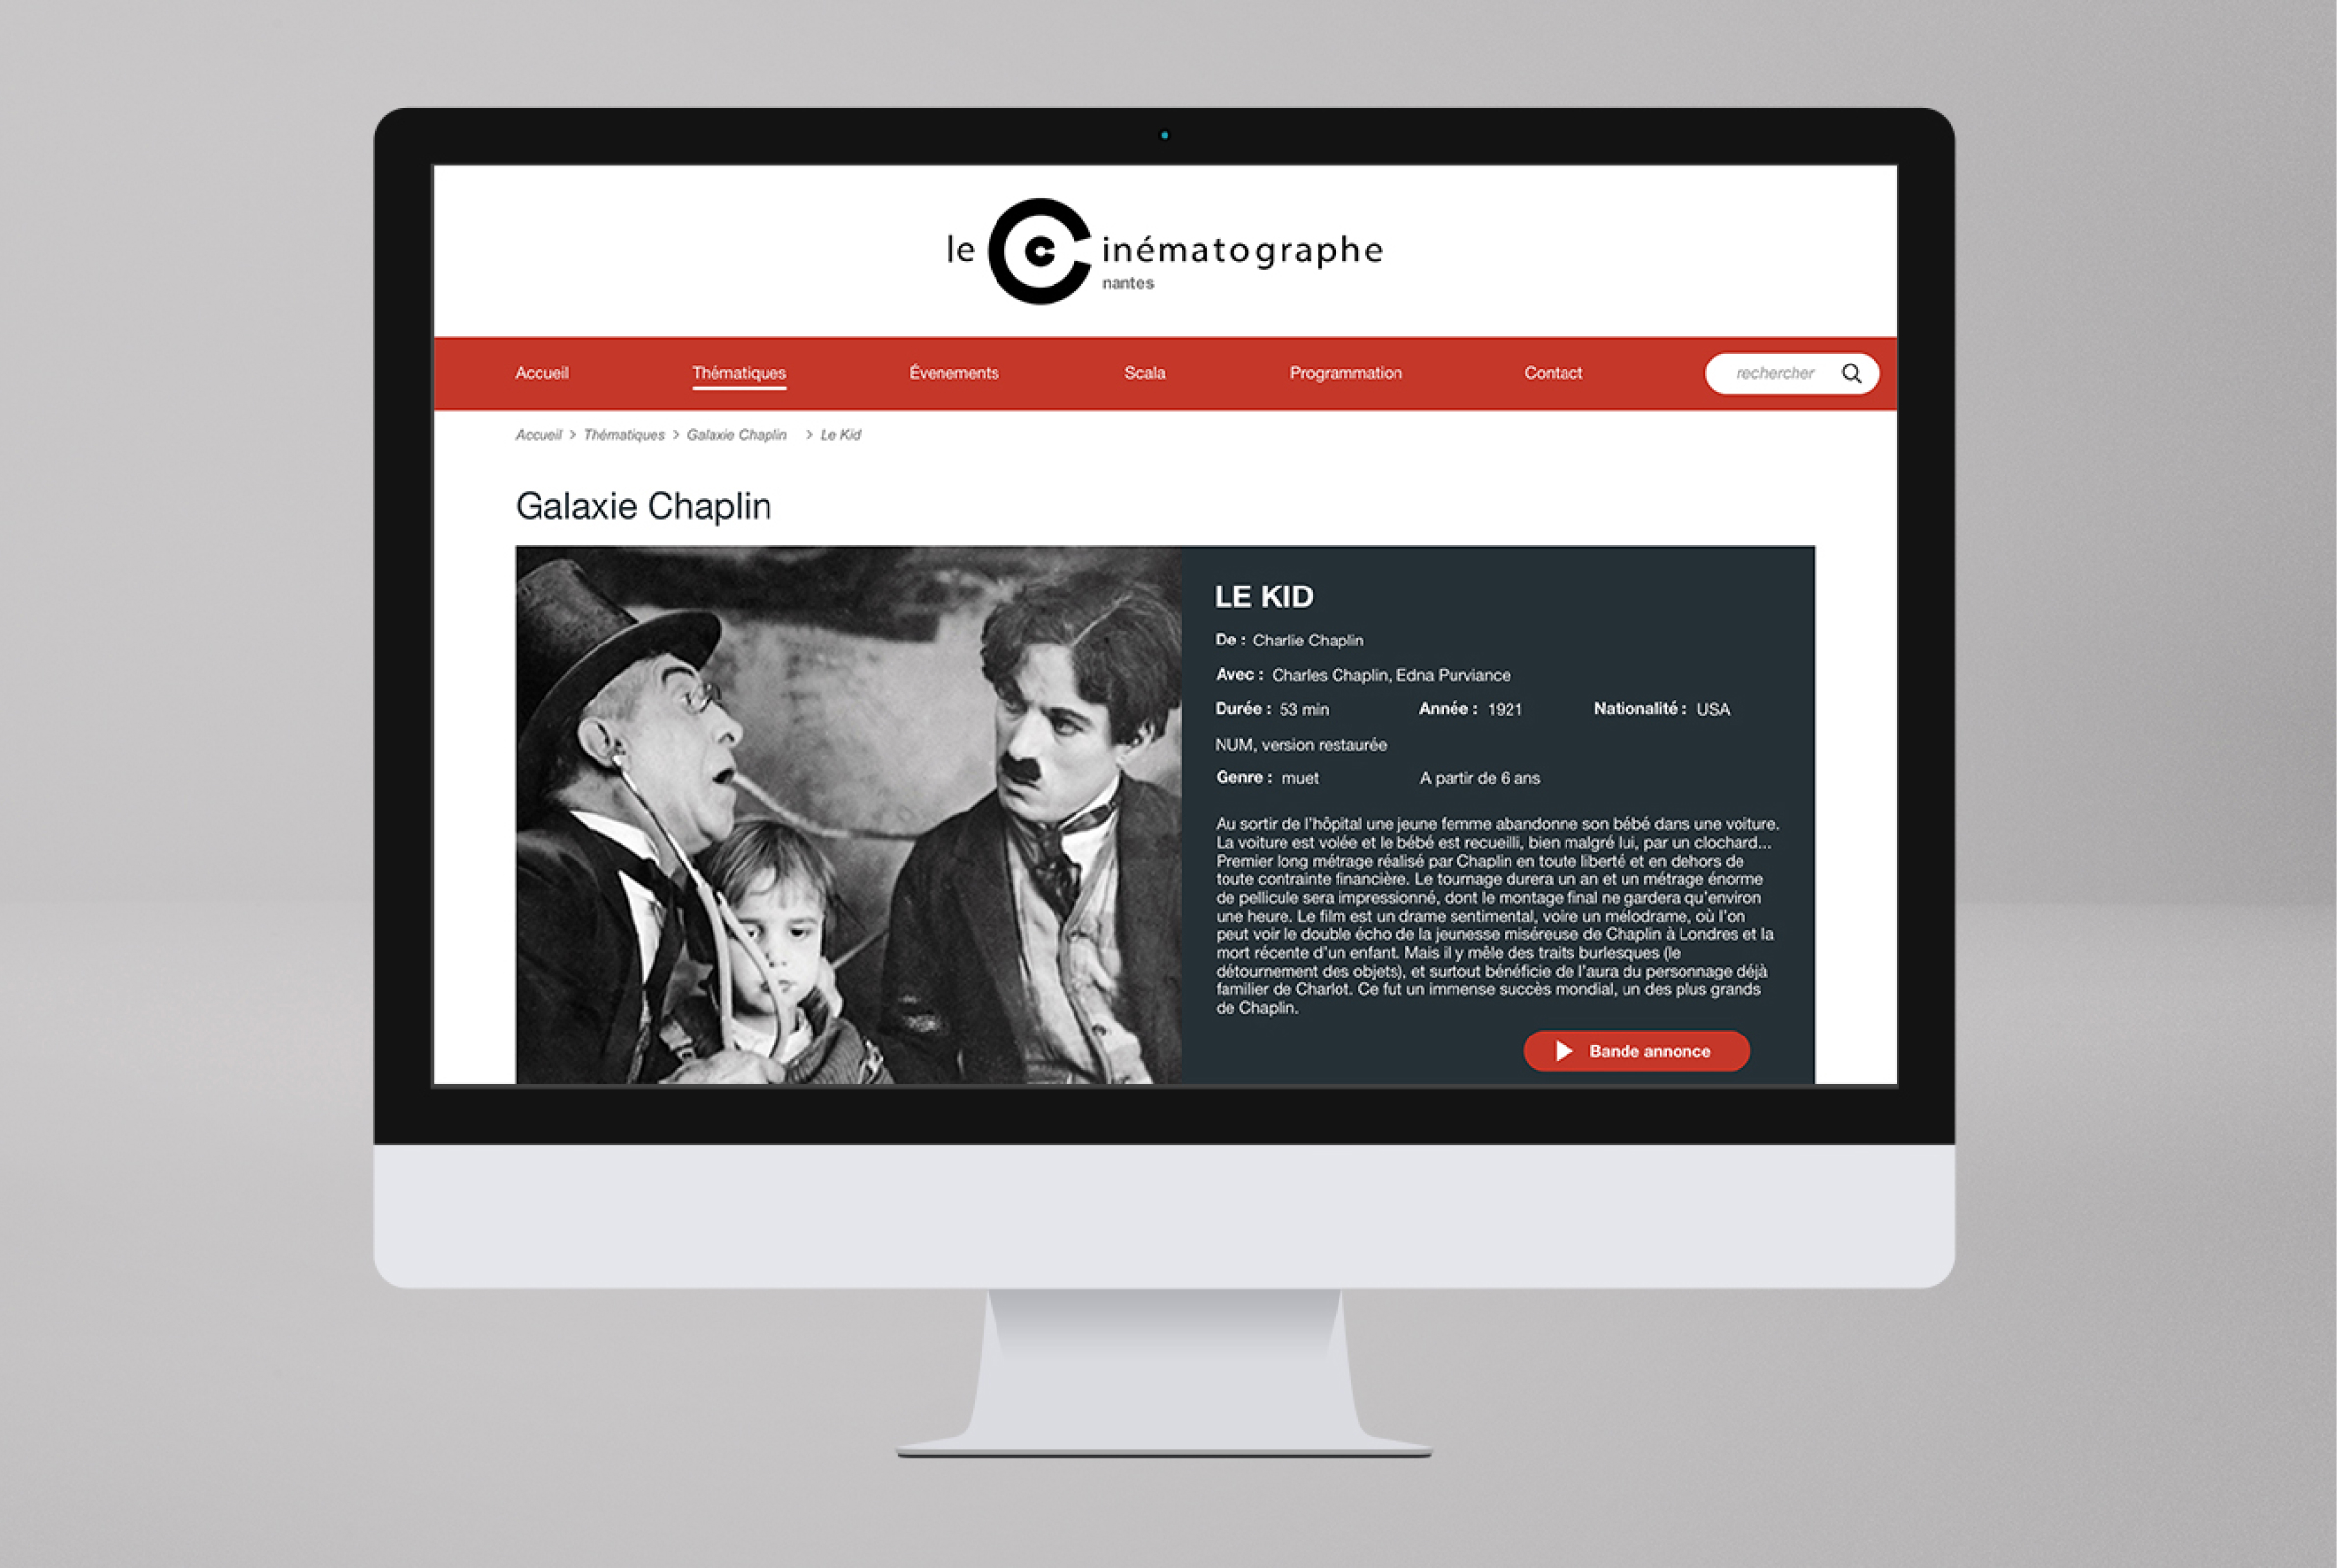 le Cinématographe
nantes
Accueil Thématiques Évenements Scala Programmation Contact rechercher
Accueil > Thématiques > Galaxie Chaplin > Le Kid
Galaxie Chaplin
LE KID
De : Charlie Chaplin
Avec : Charles Chaplin, Edna Purviance
Durée : 53 min Année : 1921 Nationalité : USA
NUM, version restaurée
Genre : muet A partir de 6 ans
Au sortir de l'hôpital une jeune femme abandonne son bébé dans une voiture.
La voiture est volée et le bébé est recueilli, bien malgré lui, par un clochard...
Premier long métrage réalisé par Chaplin en toute liberté et en dehors de
toute contrainte financière. Le tournage durera un an et un métrage énorme
de pellicule sera impressionné, dont le montage final ne gardera qu'environ
une heure. Le film est un drame sentimental, voire un mélodrame, où l'on
peut voir le double écho de la jeunesse miséreuse de Chaplin à Londres et la
mort récente d'un enfant. Mais il y mêle des traits burlesques (le
détournement des objets), et surtout bénéficie de l'aura du personnage déjà
familier de Charlot. Ce fut un immense succès mondial, un des plus grands
de Chaplin.
Bande annonce